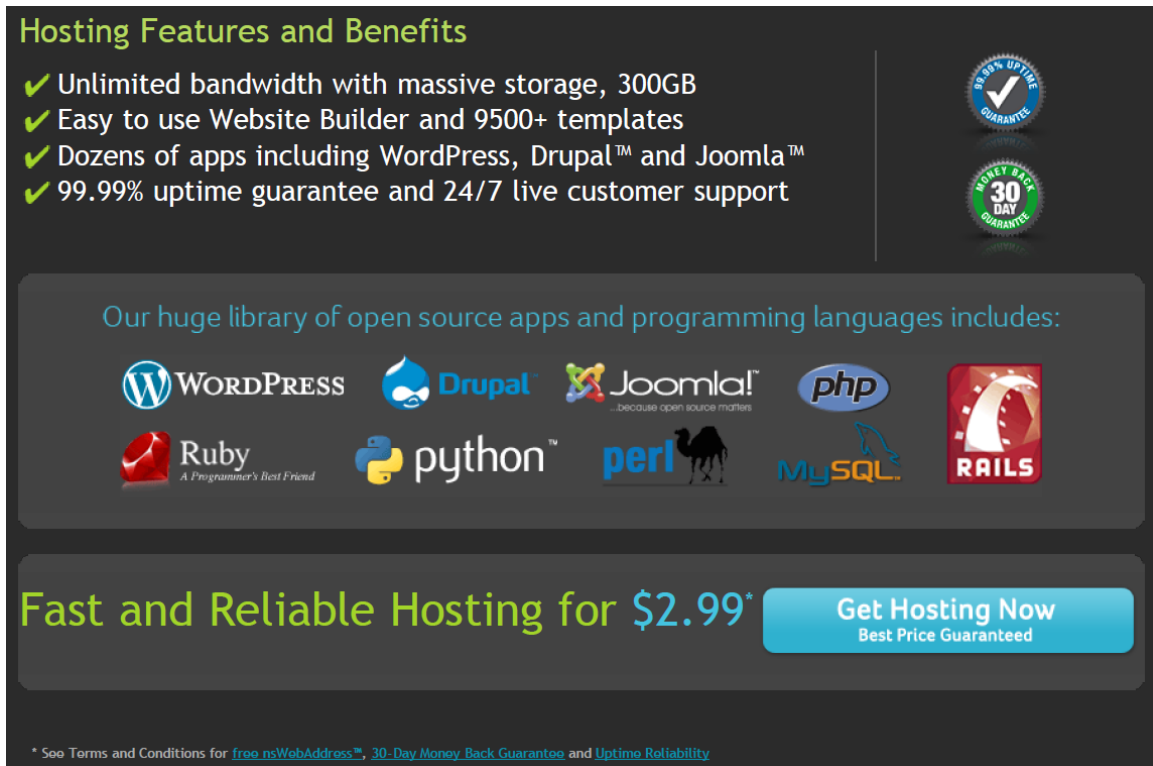 Hosting Features and Benefits
✔ Unlimited bandwidth with massive storage, 300GB
✔ Easy to use Website Builder and 9500+ templates
✔ Dozens of apps including WordPress, Drupal™ and Joomla™
✔ 99.99% uptime guarantee and 24/7 live customer support
99.99% UPTIME
GUARANTEE
MONEY BACK
30
DAY
GUARANTEE
Our huge library of open source apps and programming languages includes:
WORDPRESS
Drupal™
Joomla!™
...because open source matters
php
RAILS
Ruby
A Programmer's Best Friend
python™
perl
MySQL™
Fast and Reliable Hosting for $2.99*
Get Hosting Now
Best Price Guaranteed
* See Terms and Conditions for free nsWebAddress™, 30-Day Money Back Guarantee and Uptime Reliability